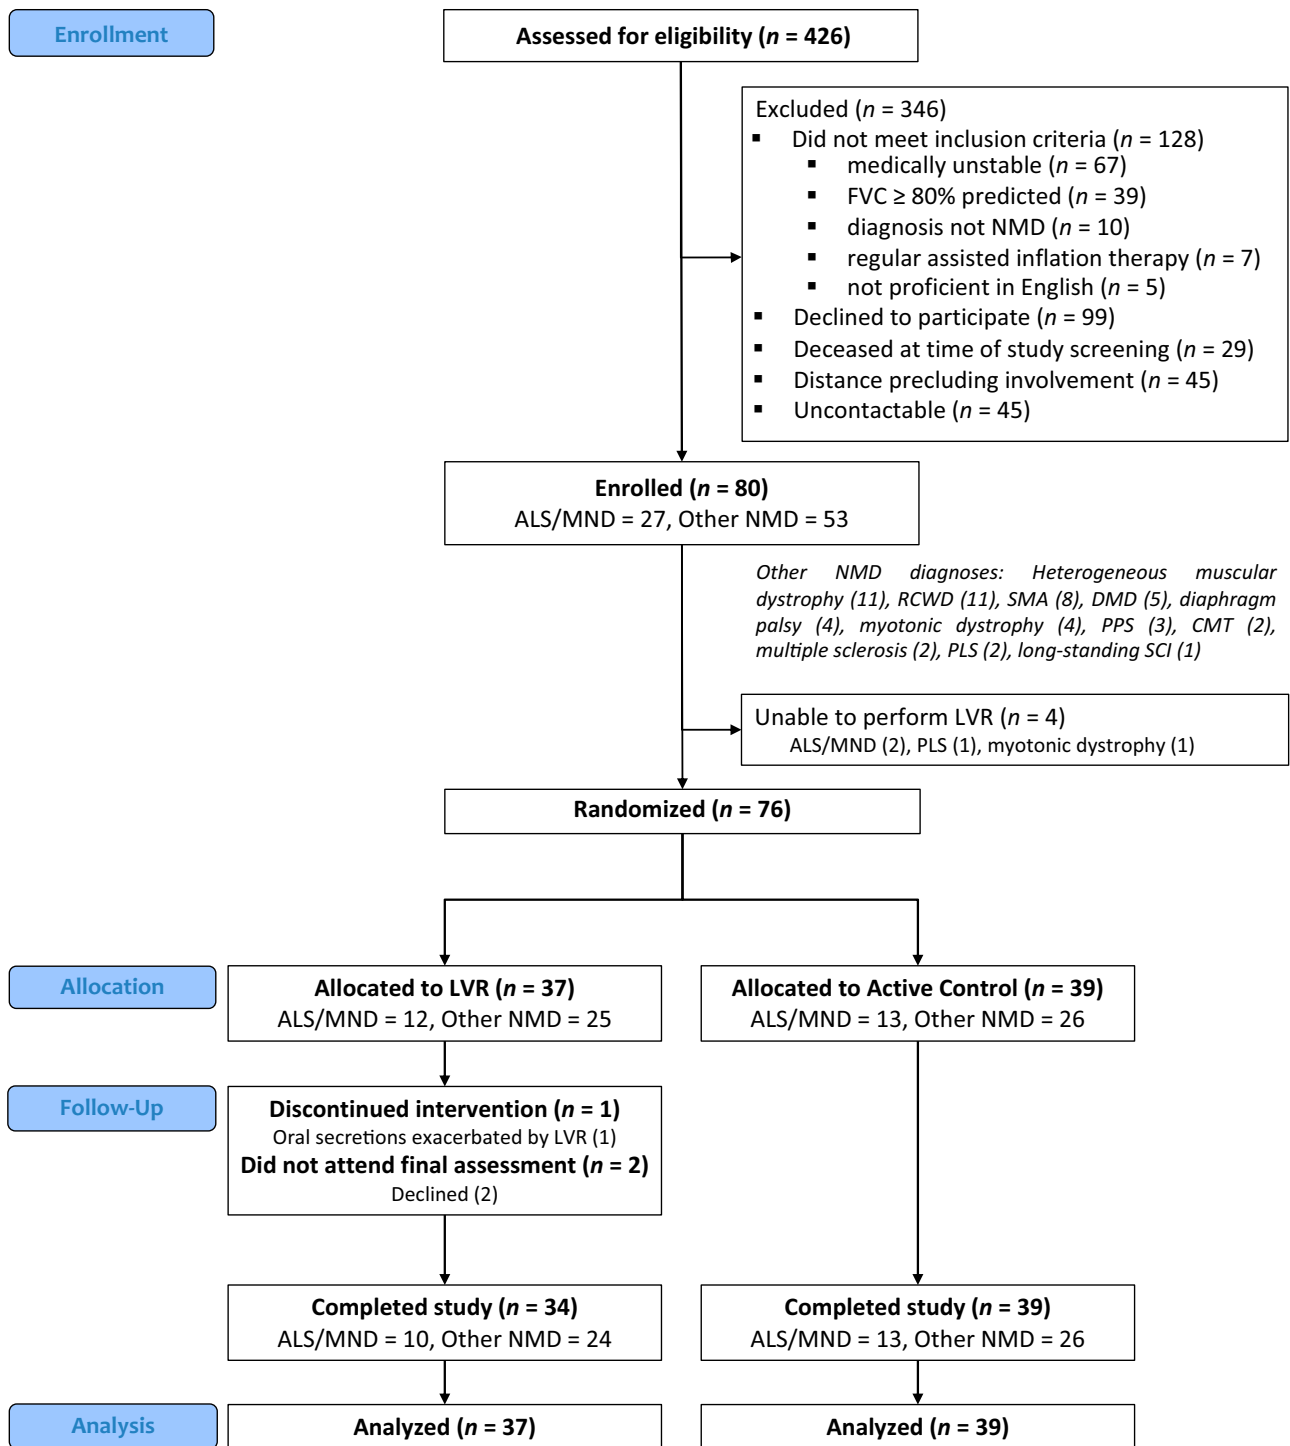 Enrollment
Assessed for eligibility (n = 426)
Excluded (n = 346)
▪ Did not meet inclusion criteria (n = 128)
▪ medically unstable (n = 67)
▪ FVC ≥ 80% predicted (n = 39)
▪ diagnosis not NMD (n = 10)
▪ regular assisted inflation therapy (n = 7)
▪ not proficient in English (n = 5)
▪ Declined to participate (n = 99)
▪ Deceased at time of study screening (n = 29)
▪ Distance precluding involvement (n = 45)
▪ Uncontactable (n = 45)
Enrolled (n = 80)
ALS/MND = 27, Other NMD = 53
Other NMD diagnoses: Heterogeneous muscular
dystrophy (11), RCWD (11), SMA (8), DMD (5), diaphragm
palsy (4), myotonic dystrophy (4), PPS (3), CMT (2),
multiple sclerosis (2), PLS (2), long-standing SCI (1)
Unable to perform LVR (n = 4)
ALS/MND (2), PLS (1), myotonic dystrophy (1)
Randomized (n = 76)
Allocation
Allocated to LVR (n = 37)
ALS/MND = 12, Other NMD = 25
Allocated to Active Control (n = 39)
ALS/MND = 13, Other NMD = 26
Follow-Up
Discontinued intervention (n = 1)
Oral secretions exacerbated by LVR (1)
Did not attend final assessment (n = 2)
Declined (2)
Completed study (n = 34)
ALS/MND = 10, Other NMD = 24
Completed study (n = 39)
ALS/MND = 13, Other NMD = 26
Analysis
Analyzed (n = 37)
Analyzed (n = 39)